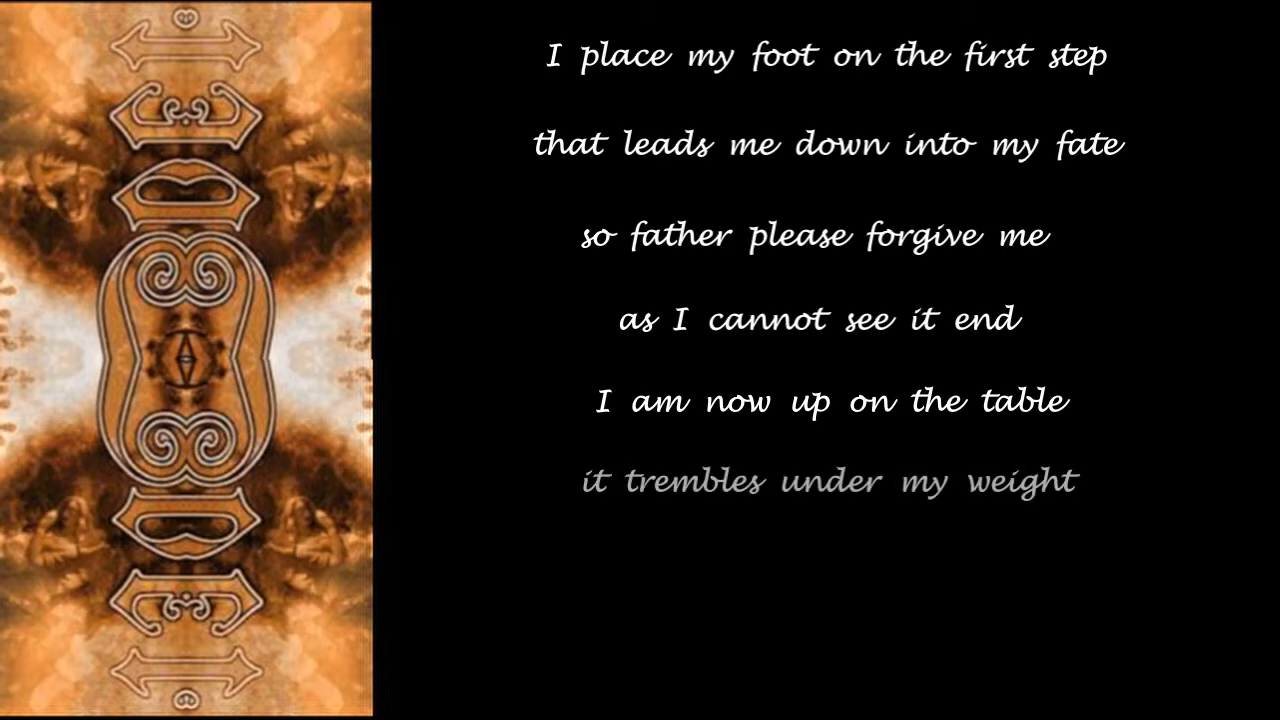 I place my foot on the first step
that leads me down into my fate
so father please forgive me
as I cannot see it end
I am now up on the table
it trembles under my weight